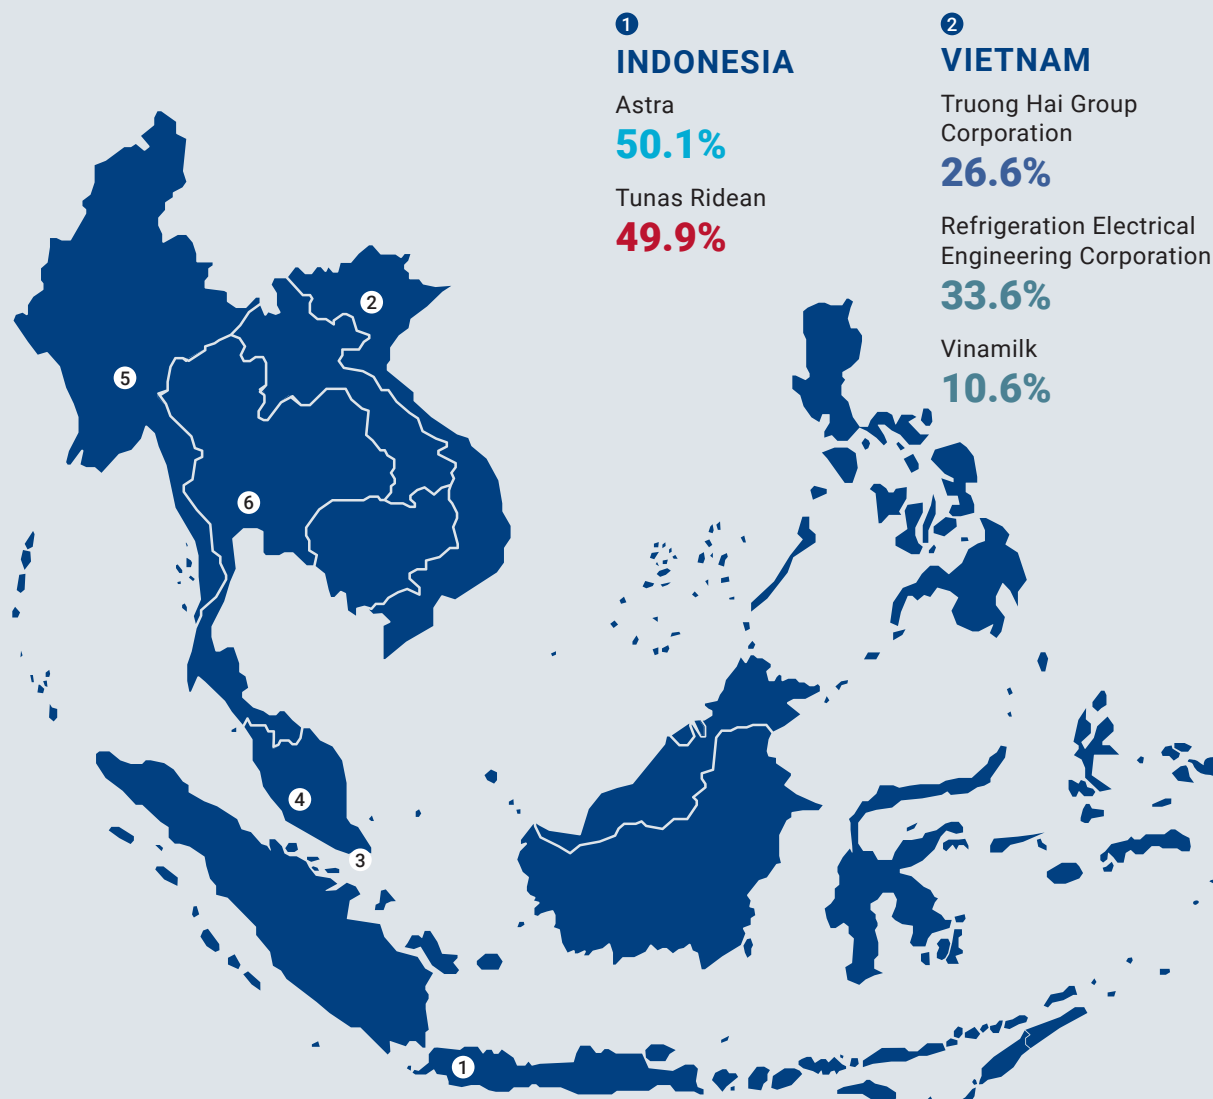 1
INDONESIA
Astra
50.1%
Tunas Ridean
49.9%
2
VIETNAM
Truong Hai Group
Corporation
26.6%
Refrigeration Electrical
Engineering Corporation
33.6%
Vinamilk
10.6%
2
5
6
4
3
1